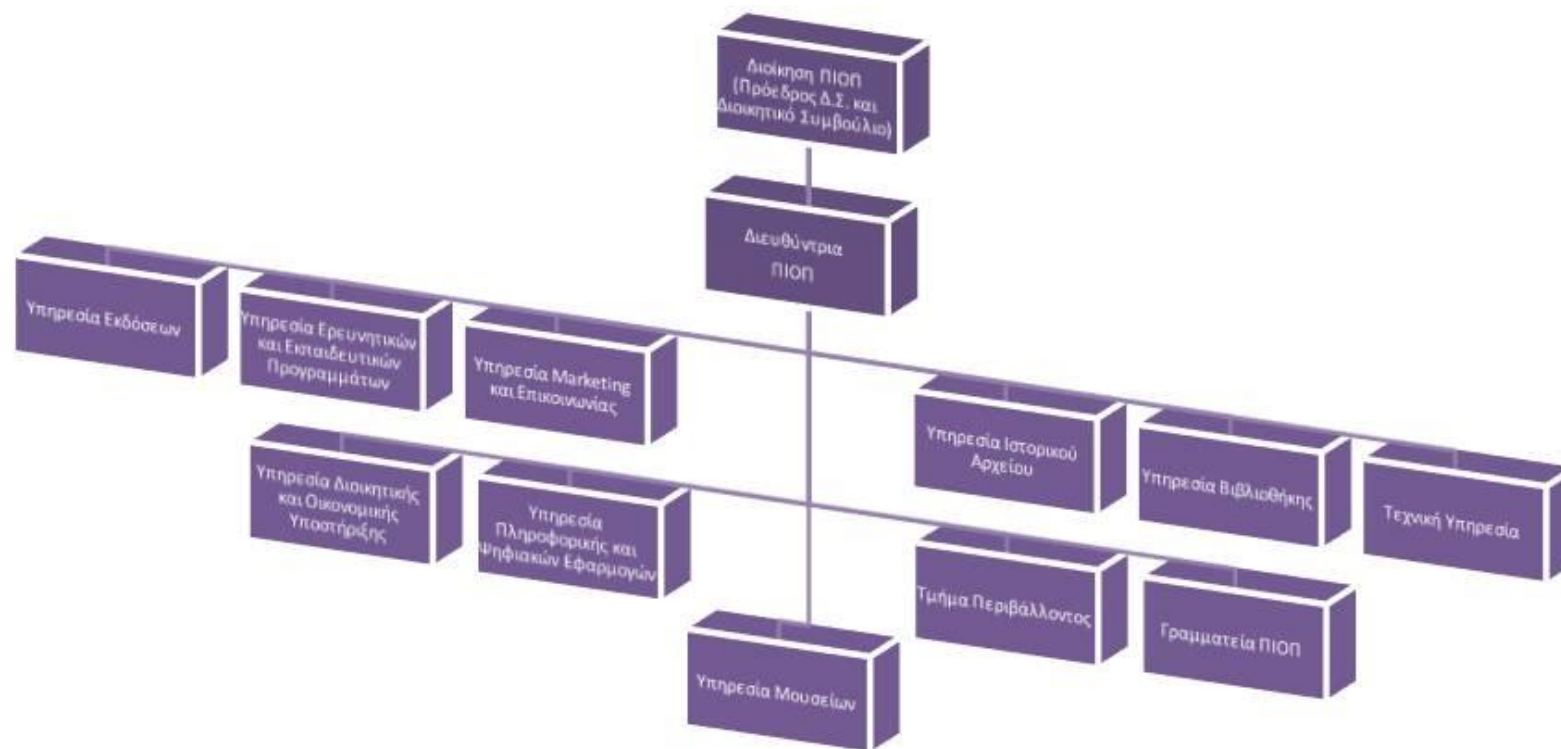 Διοίκηση ΠΙΟΠ
(Πρόεδρος Δ.Σ. και
Διοικητικό Συμβούλιο)
Διευθύντρια
ΠΙΟΠ
Υπηρεσία Εκδόσεων
Υπηρεσία Ερευνητικών
και Εκπαιδευτικών
Προγραμμάτων
Υπηρεσία Marketing
και Επικοινωνίας
Υπηρεσία Ιστορικού
Αρχείου
Υπηρεσία Βιβλιοθήκης
Τεχνική Υπηρεσία
Υπηρεσία Διοικητικής
και Οικονομικής
Υποστήριξης
Υπηρεσία
Πληροφορικής και
Ψηφιακών Εφαρμογών
Τμήμα Περιβάλλοντος
Γραμματεία ΠΙΟΠ
Υπηρεσία Μουσείων